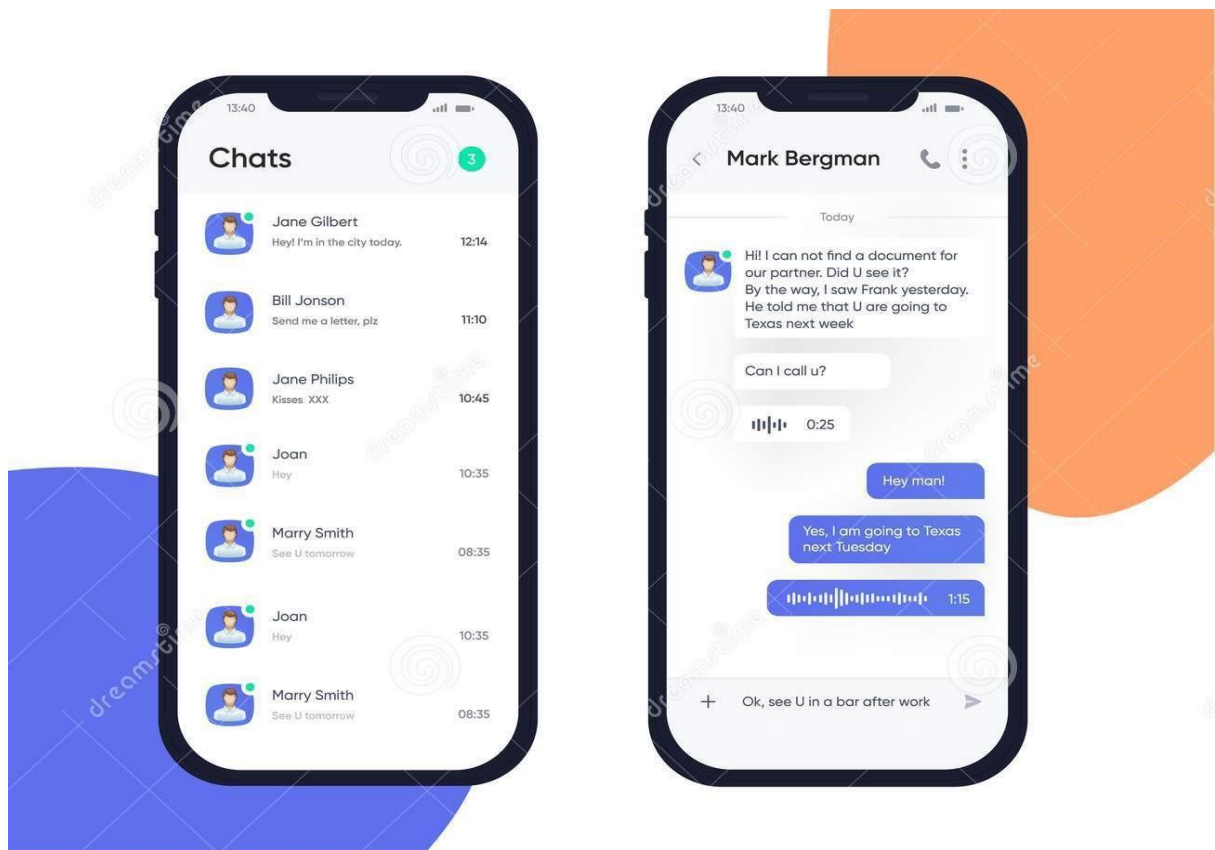 13:40
Chats
3
Jane Gilbert
Hey! I'm in the city today.
12:14
Bill Jonson
Send me a letter, plz
11:10
Jane Philips
Kisses XXX
10:45
Joan
Hey
10:35
Marry Smith
See U tomorrow
08:35
Joan
Hey
10:35
Marry Smith
See U tomorrow
08:35
13:40
Mark Bergman
Today
Hi! I can not find a document for
our partner. Did U see it?
By the way, I saw Frank yesterday.
He told me that U are going to
Texas next week
Can I call u?
0:25
Hey man!
Yes, I am going to Texas
next Tuesday
1:15
+ Ok, see U in a bar after work
dreamstime
dreamstime
dreamstime
dreamstime